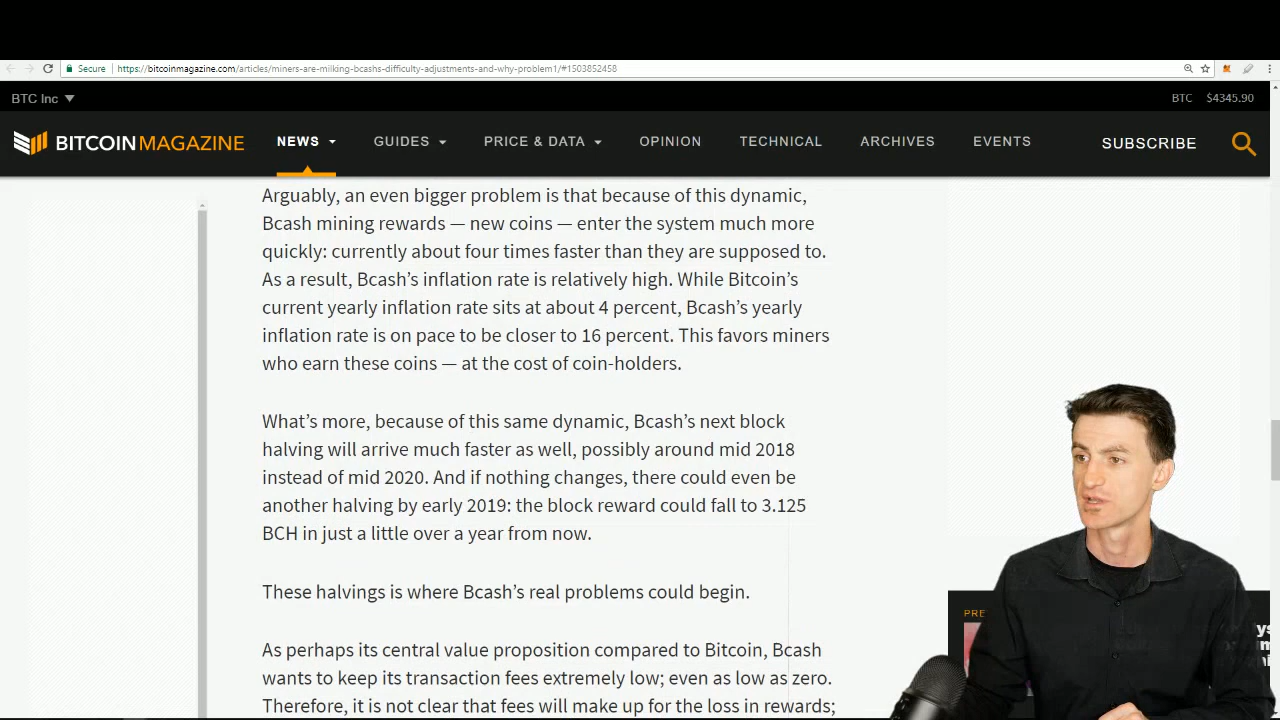 Secure https://bitcoinmagazine.com/articles/miners-are-milking-bcashs-difficulty-adjustments-and-why-problem1/#1503852458
BTC Inc BTC $4345.90
BITCOINMAGAZINE NEWS GUIDES PRICE & DATA OPINION TECHNICAL ARCHIVES EVENTS SUBSCRIBE
Arguably, an even bigger problem is that because of this dynamic,
Bcash mining rewards — new coins — enter the system much more
quickly: currently about four times faster than they are supposed to.
As a result, Bcash’s inflation rate is relatively high. While Bitcoin’s
current yearly inflation rate sits at about 4 percent, Bcash’s yearly
inflation rate is on pace to be closer to 16 percent. This favors miners
who earn these coins — at the cost of coin-holders.
What’s more, because of this same dynamic, Bcash’s next block
halving will arrive much faster as well, possibly around mid 2018
instead of mid 2020. And if nothing changes, there could even be
another halving by early 2019: the block reward could fall to 3.125
BCH in just a little over a year from now.
These halvings is where Bcash’s real problems could begin.
As perhaps its central value proposition compared to Bitcoin, Bcash
wants to keep its transaction fees extremely low; even as low as zero.
Therefore, it is not clear that fees will make up for the loss in rewards;